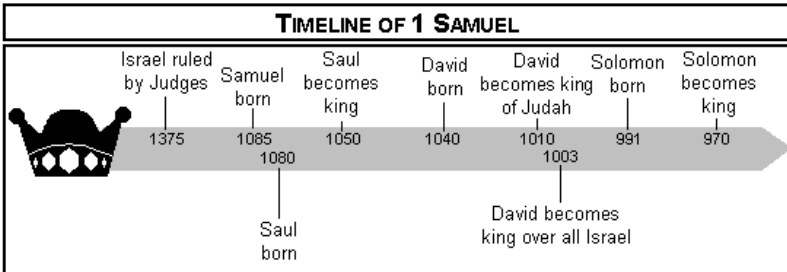 TIMELINE OF 1 SAMUEL
Israel ruled
by Judges
Samuel
born
Saul
becomes
king
David
born
David
becomes king
of Judah
Solomon
born
Solomon
becomes
king
1375
1085
1050
1040
1010
991
970
1080
1003
Saul
born
David becomes
king over all Israel